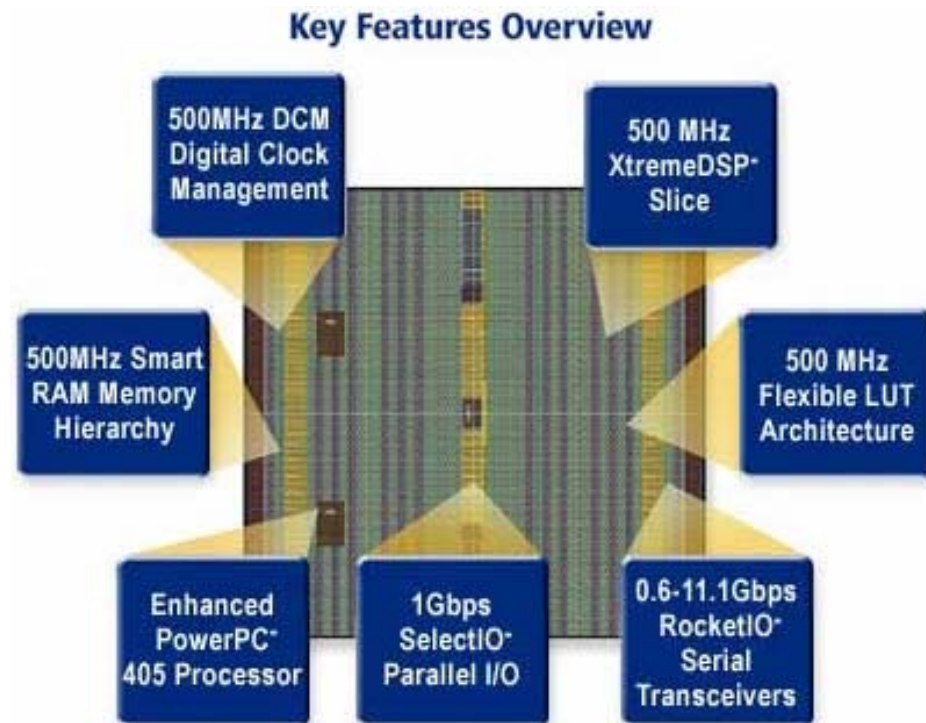 Key Features Overview
500MHz DCM
Digital Clock
Management
500 MHz
XtremeDSP-
Slice
500MHz Smart
RAM Memory
Hierarchy
500 MHz
Flexible LUT
Architecture
Enhanced
PowerPC-
405 Processor
1Gbps
SelectIO-
Parallel I/O
0.6-11.1Gbps
RocketIO-
Serial
Transceivers